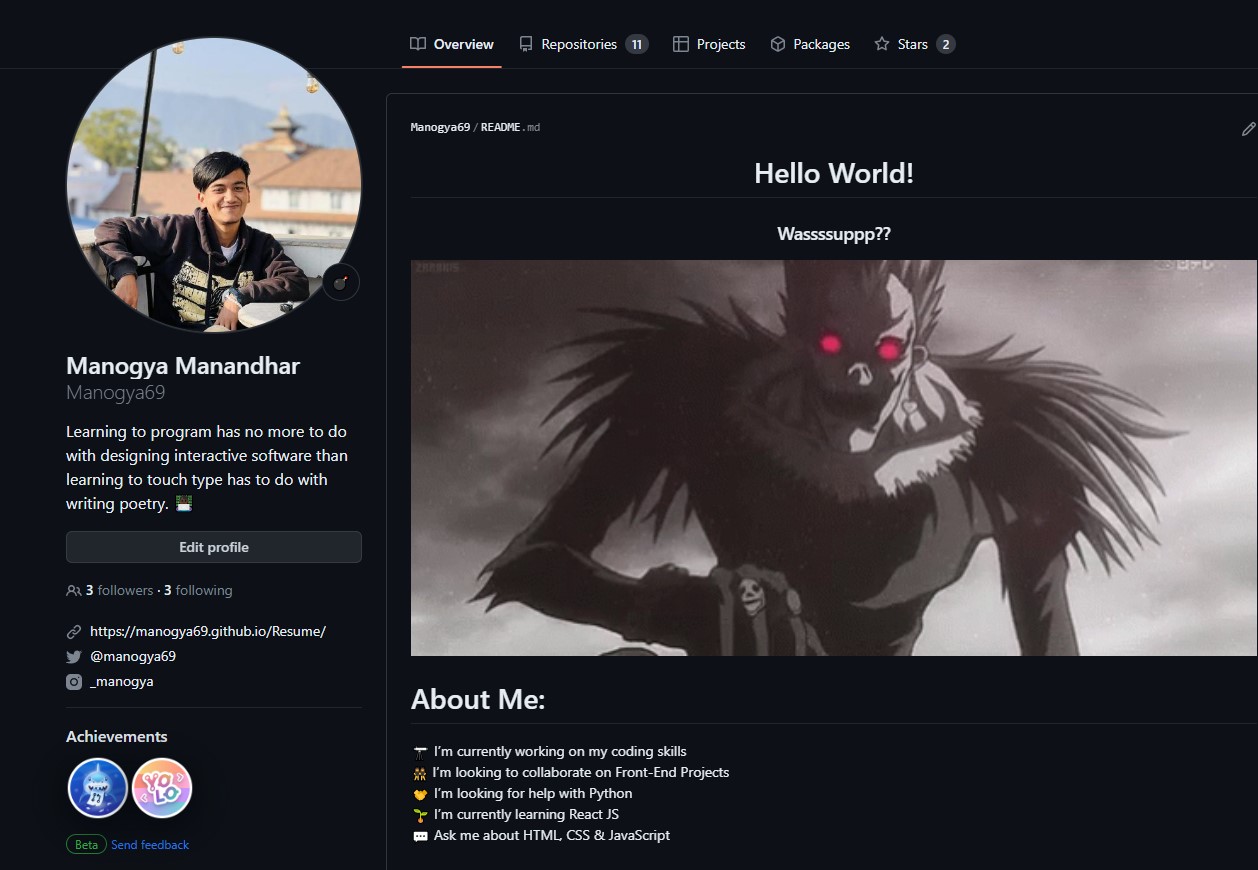 Overview
Repositories 11
Projects
Packages
Stars 2
Manogya69 / README.md
Hello World!
Wassssuppp??
Manogya Manandhar
Manogya69
Learning to program has no more to do
with designing interactive software than
learning to touch type has to do with
writing poetry.
Edit profile
3 followers · 3 following
https://manogya69.github.io/Resume/
@manogya69
_manogya
Achievements
YOLO
Beta Send feedback
About Me:
I'm currently working on my coding skills
I'm looking to collaborate on Front-End Projects
I'm looking for help with Python
I'm currently learning React JS
Ask me about HTML, CSS & JavaScript